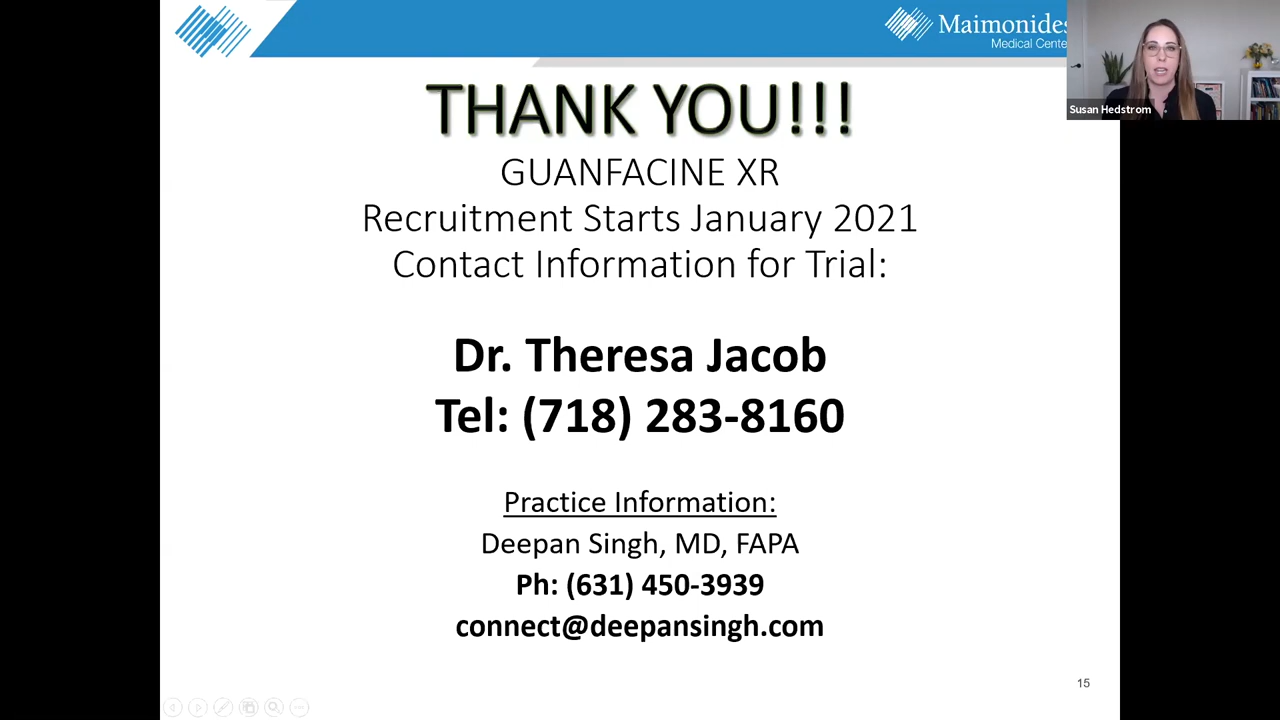 Maimonides
Medical Center
Susan Hedstrom
THANK YOU!!!
GUANFACINE XR
Recruitment Starts January 2021
Contact Information for Trial:
Dr. Theresa Jacob
Tel: (718) 283-8160
Practice Information:
Deepan Singh, MD, FAPA
Ph: (631) 450-3939
connect@deepansingh.com
15